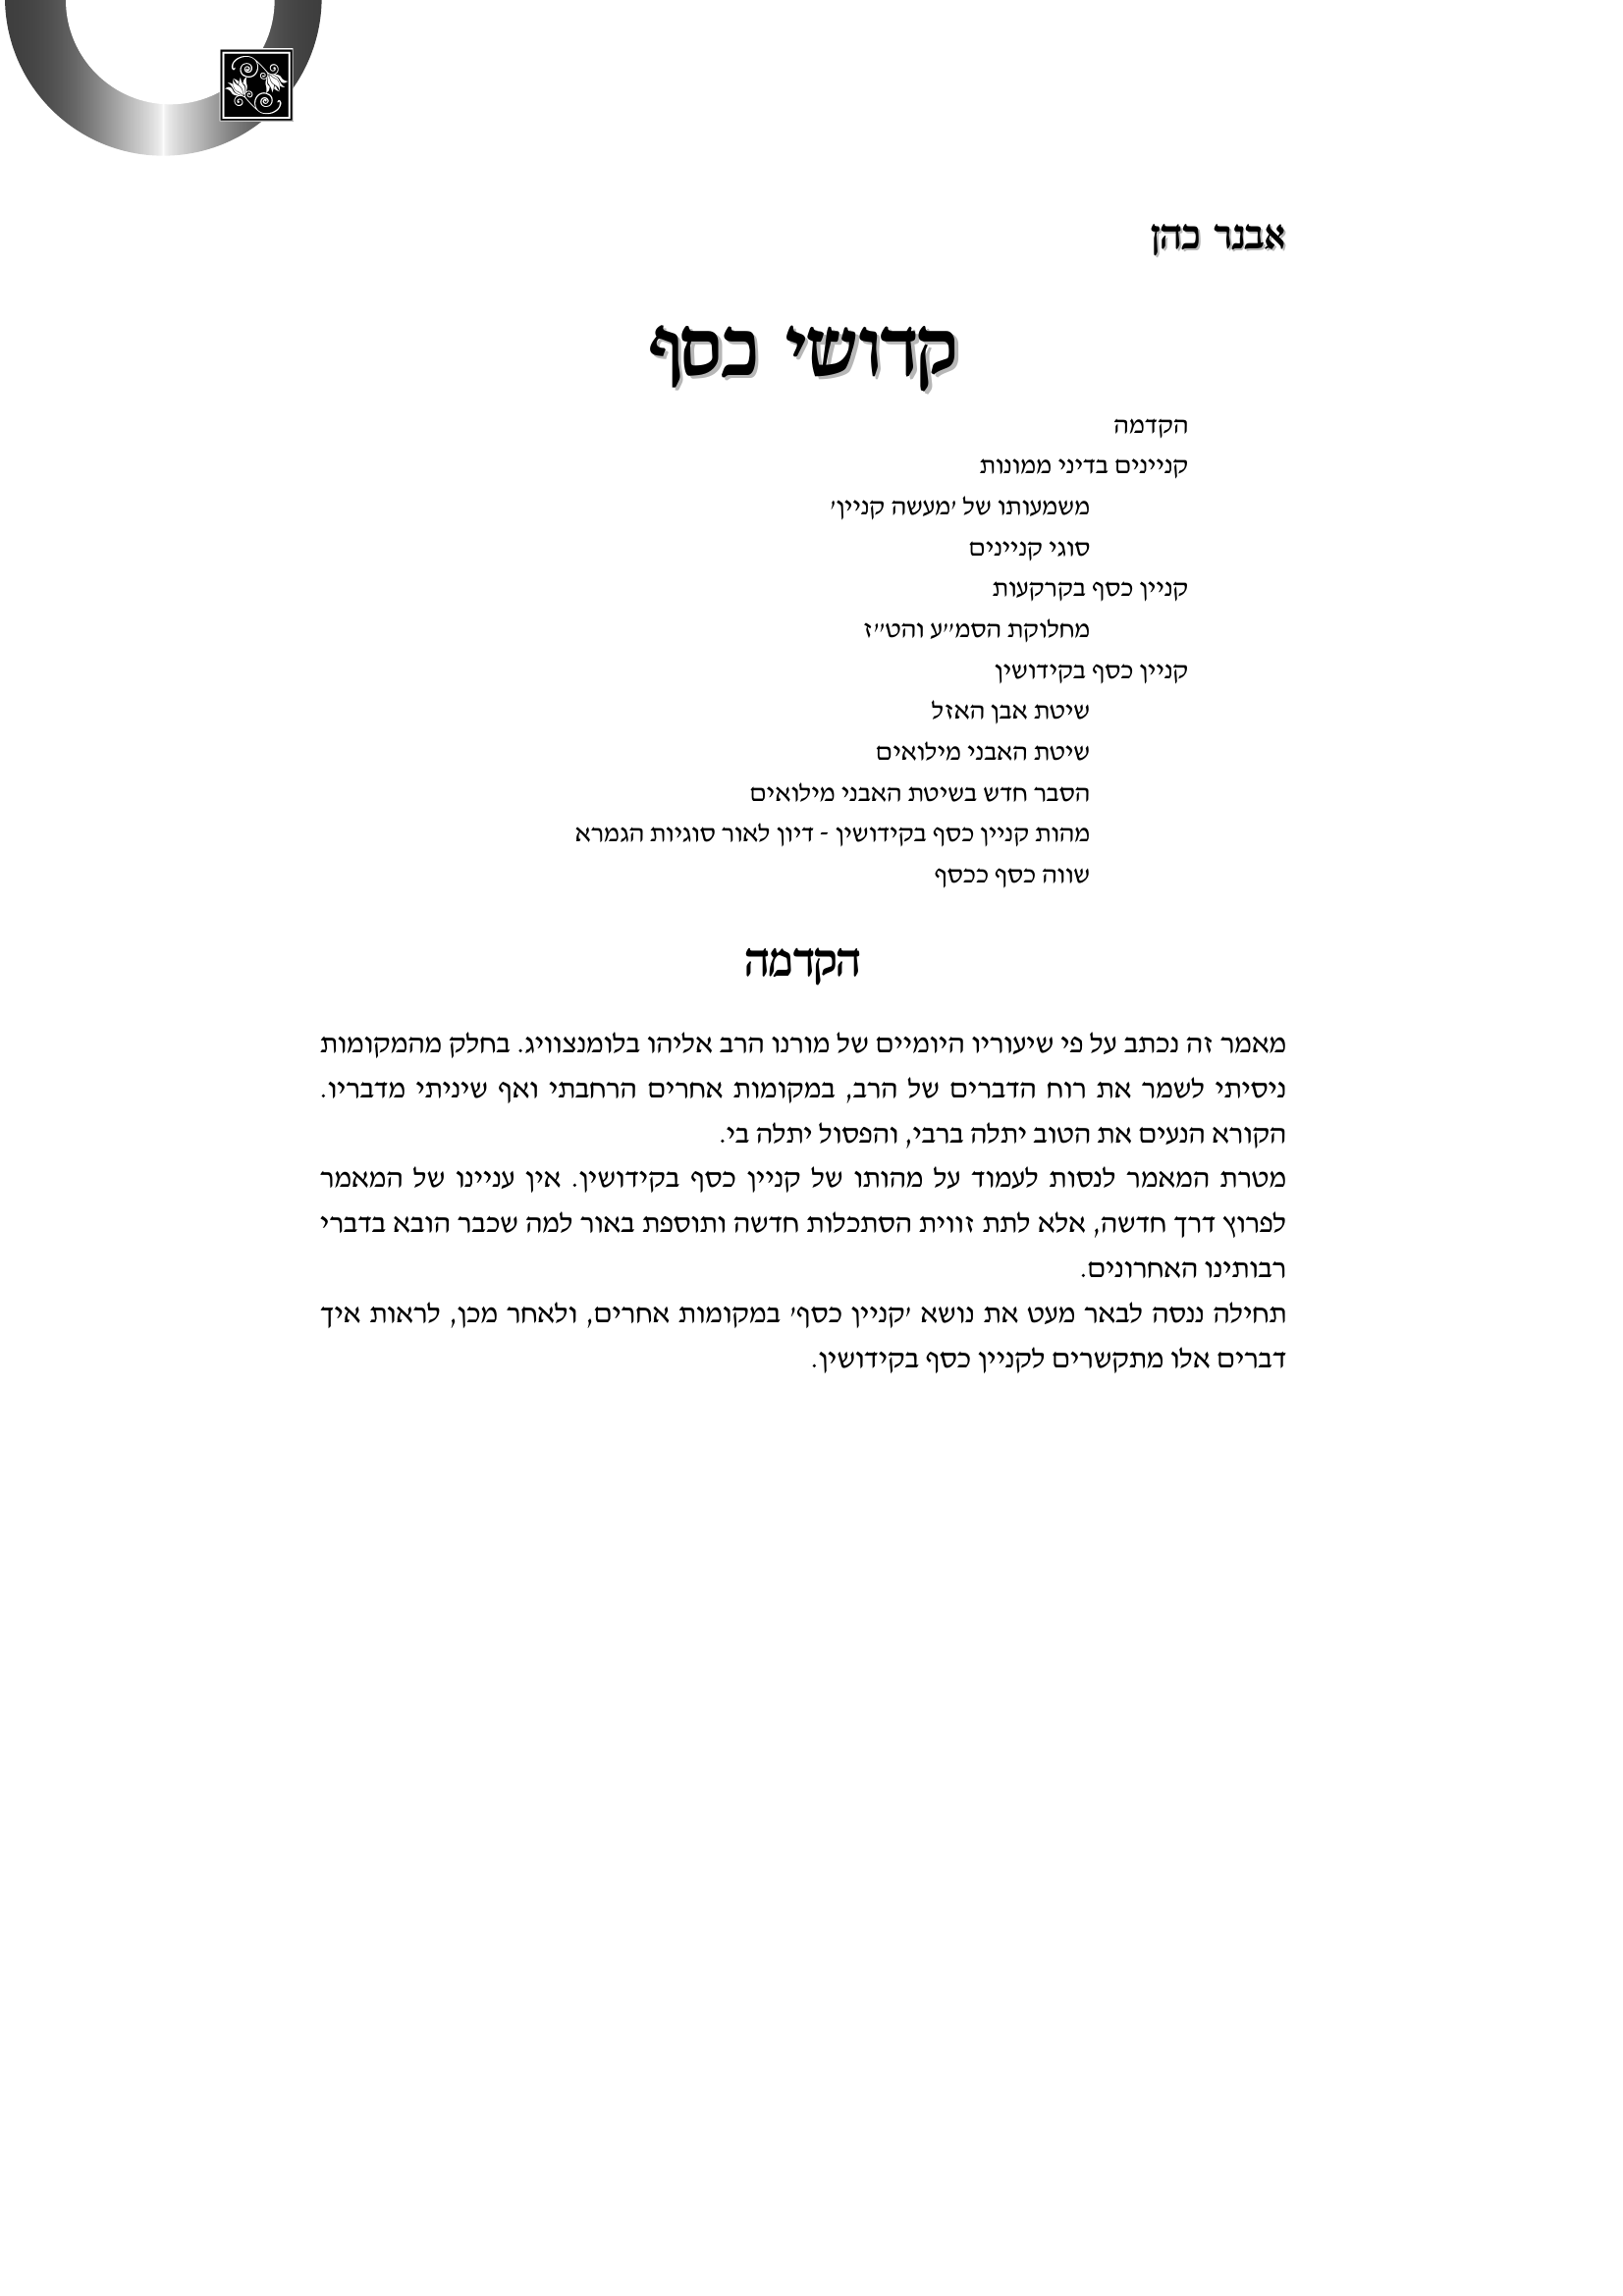 אבנר כהן
קדושי כסף
הקדמה
קניינים בדיני ממונות
משמעותו של 'מעשה קניין'
סוגי קניינים
קניין כסף בקרקעות
מחלוקת הסמ"ע והט"ז
קניין כסף בקידושין
שיטת אבן האזל
שיטת האבני מילואים
הסבר חדש בשיטת האבני מילואים
מהות קניין כסף בקידושין - דיון לאור סוגיות הגמרא
שווה כסף ככסף
הקדמה
מאמר זה נכתב על פי שיעוריו היומיים של מורנו הרב אליהו בלומנצוויג. בחלק מהמקומות
ניסיתי לשמר את רוח הדברים של הרב, במקומות אחרים הרחבתי ואף שיניתי מדבריו.
הקורא הנעים את הטוב יתלה ברבי, והפסול יתלה בי.
מטרת המאמר לנסות לעמוד על מהותו של קניין כסף בקידושין. אין עניינו של המאמר
לפרוץ דרך חדשה, אלא לתת זווית הסתכלות חדשה ותוספת באור למה שכבר הובא בדברי
רבותינו האחרונים.
תחילה ננסה לבאר מעט את נושא 'קניין כסף' במקומות אחרים, ולאחר מכן, לראות איך
דברים אלו מתקשרים לקניין כסף בקידושין.